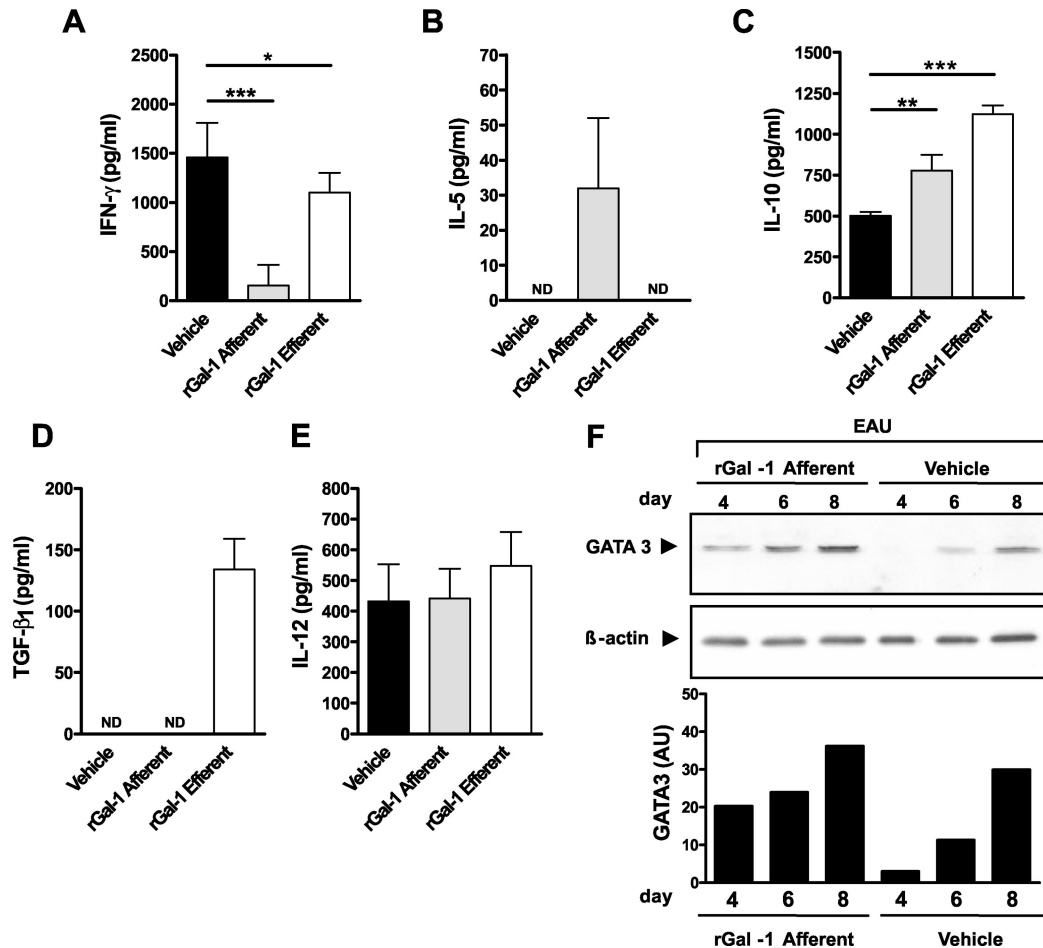 A
IFN-γ (pg/ml)
2500
2000
1500
1000
500
0
*
***
Vehicle
rGal-1 Afferent
rGal-1 Efferent
B
IL-5 (pg/ml)
70
60
50
40
30
20
10
0
ND
ND
Vehicle
rGal-1 Afferent
rGal-1 Efferent
C
IL-10 (pg/ml)
1500
1250
1000
750
500
250
0
***
**
Vehicle
rGal-1 Afferent
rGal-1 Efferent
D
TGF-β1 (pg/ml)
200
150
100
50
0
ND
ND
Vehicle
rGal-1 Afferent
rGal-1 Efferent
E
IL-12 (pg/ml)
800
700
600
500
400
300
200
100
0
Vehicle
rGal-1 Afferent
rGal-1 Efferent
F
EAU
rGal -1 Afferent Vehicle
day 4 6 8 4 6 8
GATA 3
ß-actin
GATA3 (AU)
50
40
30
20
10
0
day 4 6 8 4 6 8
rGal -1 Afferent Vehicle